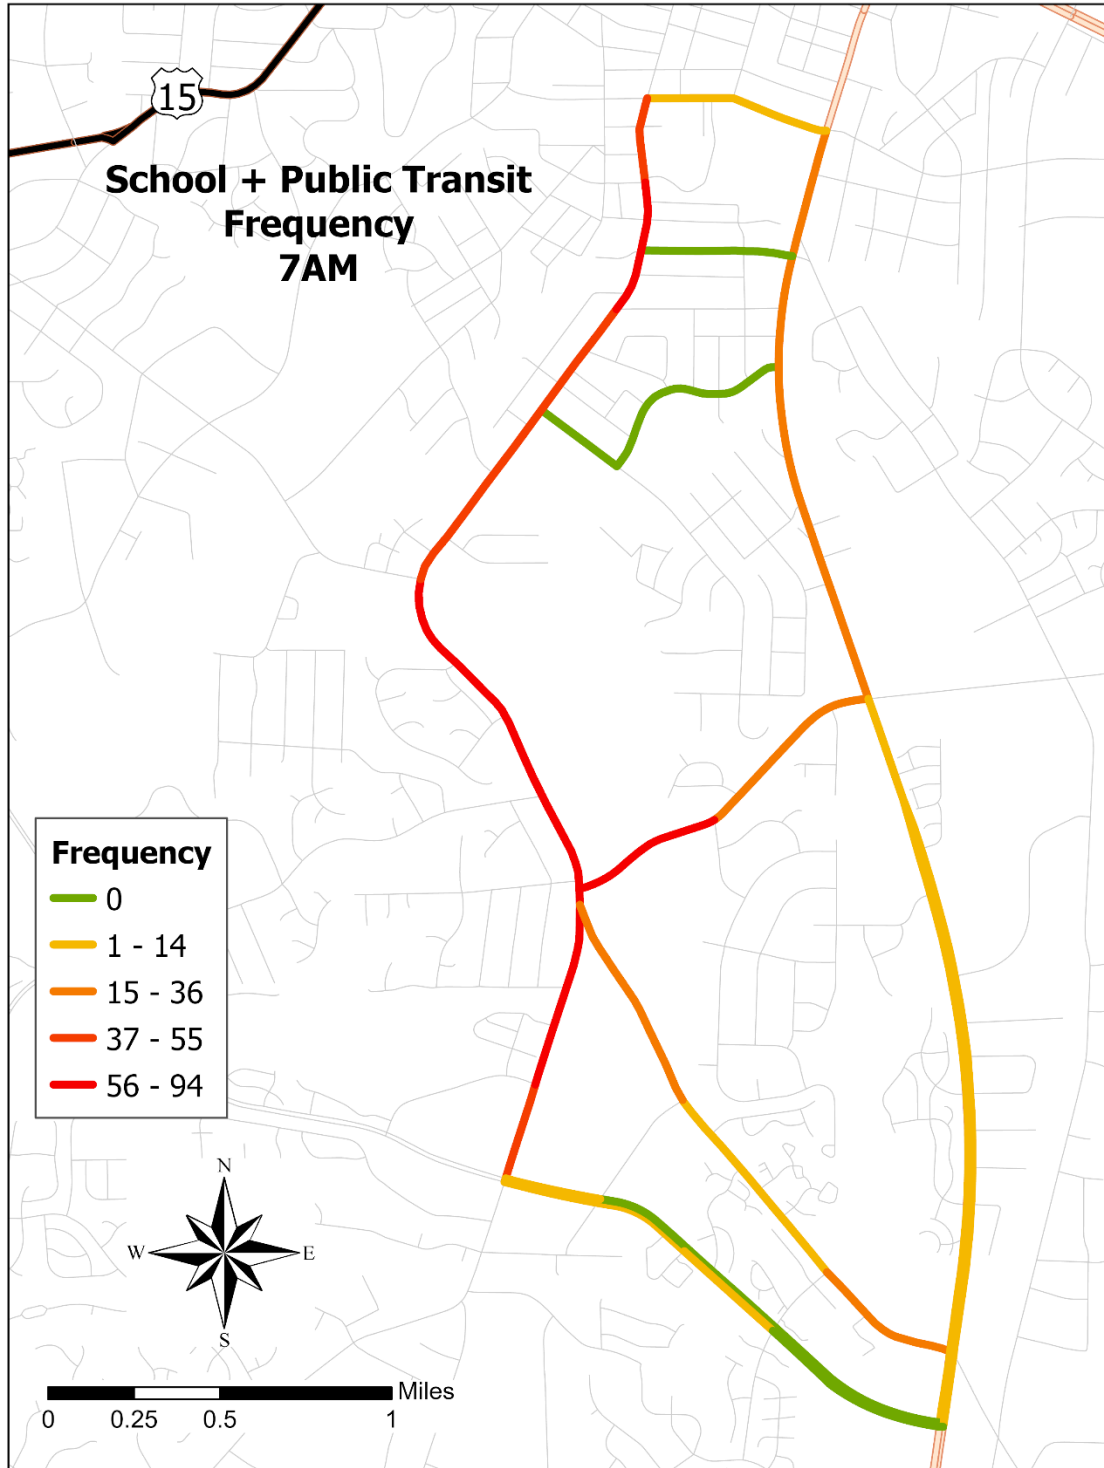 15
School + Public Transit
Frequency
7AM
Frequency
0
1 - 14
15 - 36
37 - 55
56 - 94
N
W E
S
Miles
0 0.25 0.5 1